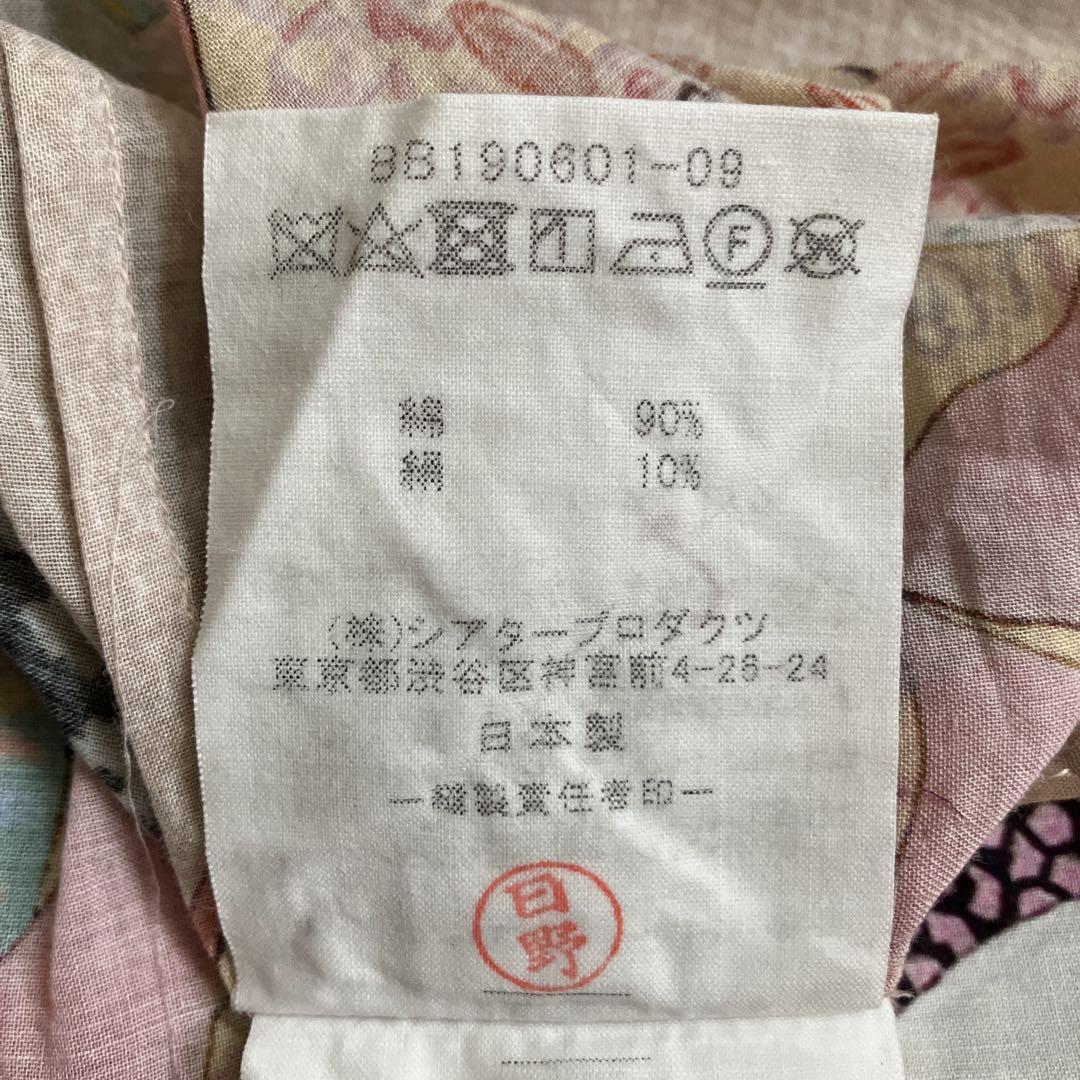 BB190601-09
F
綿 90%
絹 10%
(株)シアタープロダクツ
東京都渋谷区神宮前4-26-24
日本製
―縫製責任者印―
日野